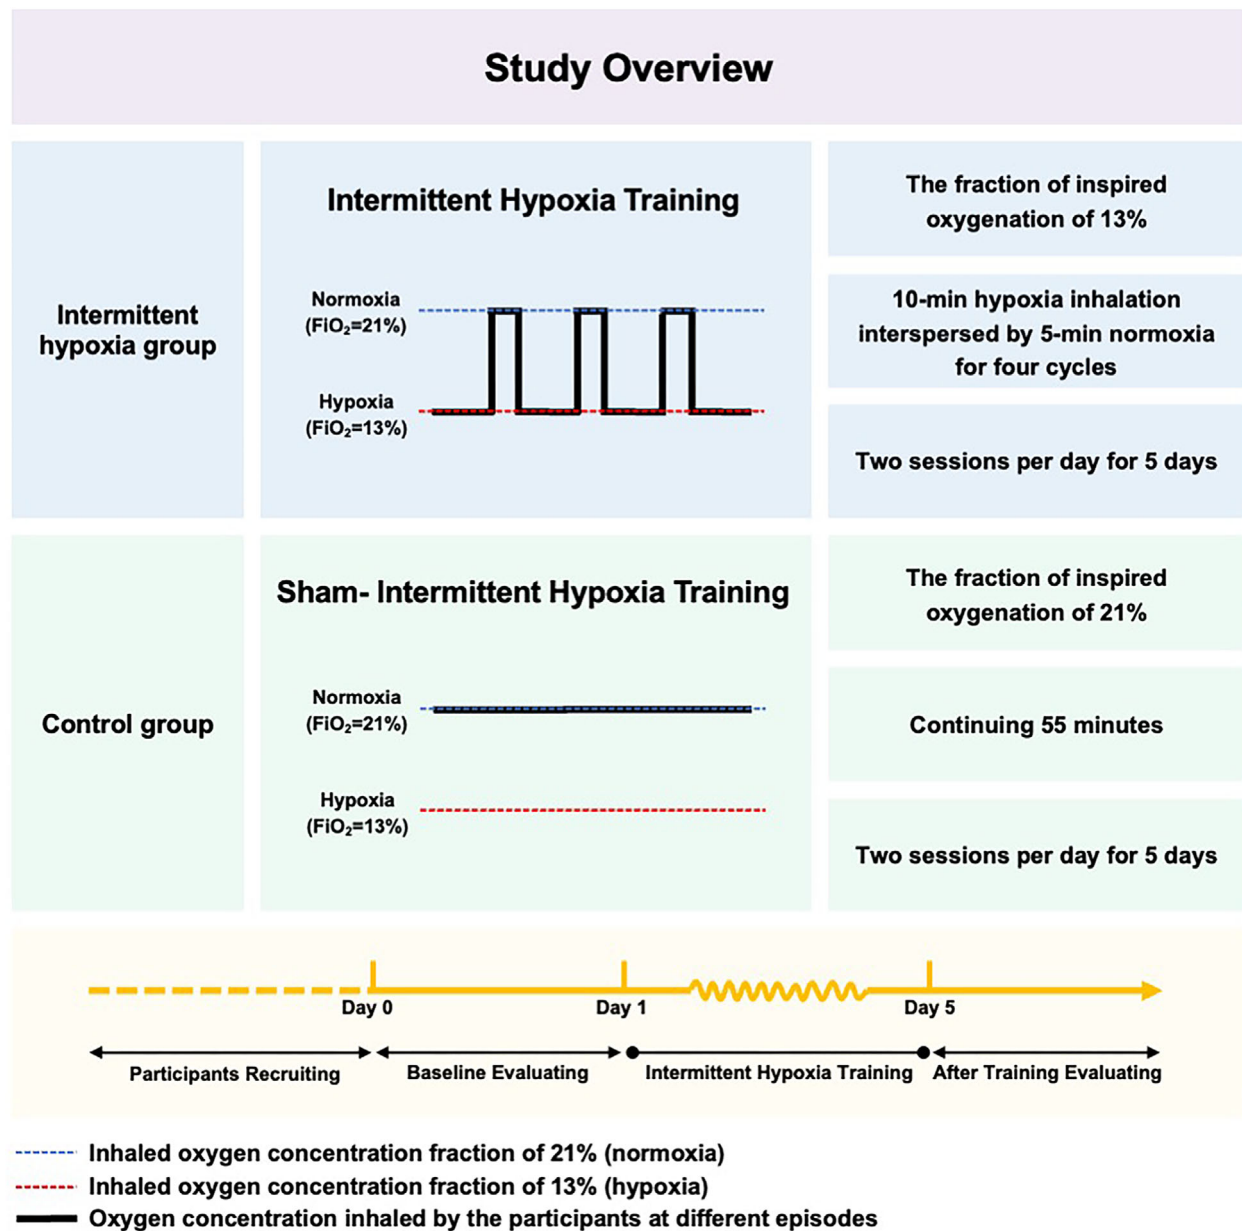 Study Overview
Intermittent
hypoxia group
Intermittent Hypoxia Training
Normoxia
(FiO₂=21%)
Hypoxia
(FiO₂=13%)
The fraction of inspired
oxygenation of 13%
10-min hypoxia inhalation
interspersed by 5-min normoxia
for four cycles
Two sessions per day for 5 days
Control group
Sham- Intermittent Hypoxia Training
Normoxia
(FiO₂=21%)
Hypoxia
(FiO₂=13%)
The fraction of inspired
oxygenation of 21%
Continuing 55 minutes
Two sessions per day for 5 days
Day 0
Day 1
Day 5
Participants Recruiting
Baseline Evaluating
Intermittent Hypoxia Training
After Training Evaluating
Inhaled oxygen concentration fraction of 21% (normoxia)
Inhaled oxygen concentration fraction of 13% (hypoxia)
Oxygen concentration inhaled by the participants at different episodes